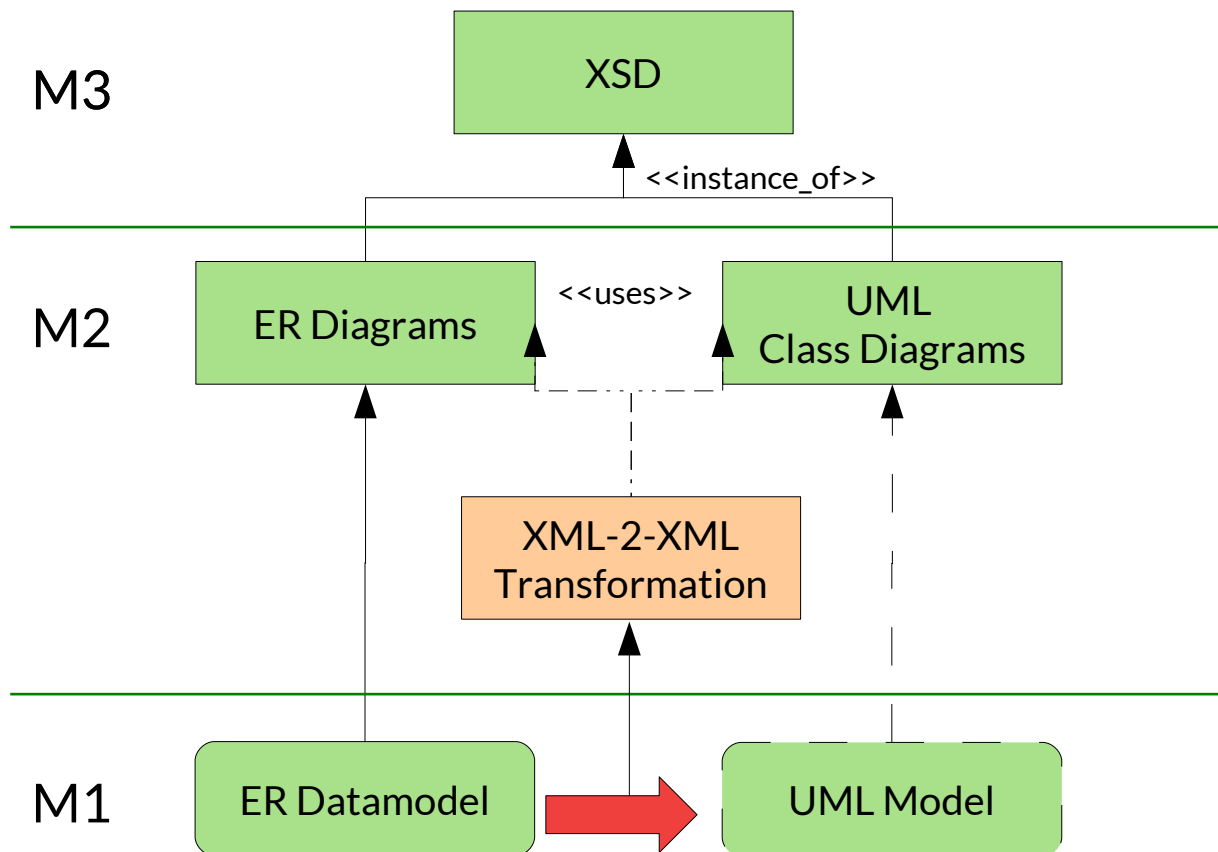 M3
XSD
<<instance_of>>
M2
ER Diagrams
<<uses>>
UML
Class Diagrams
XML-2-XML
Transformation
M1
ER Datamodel
UML Model